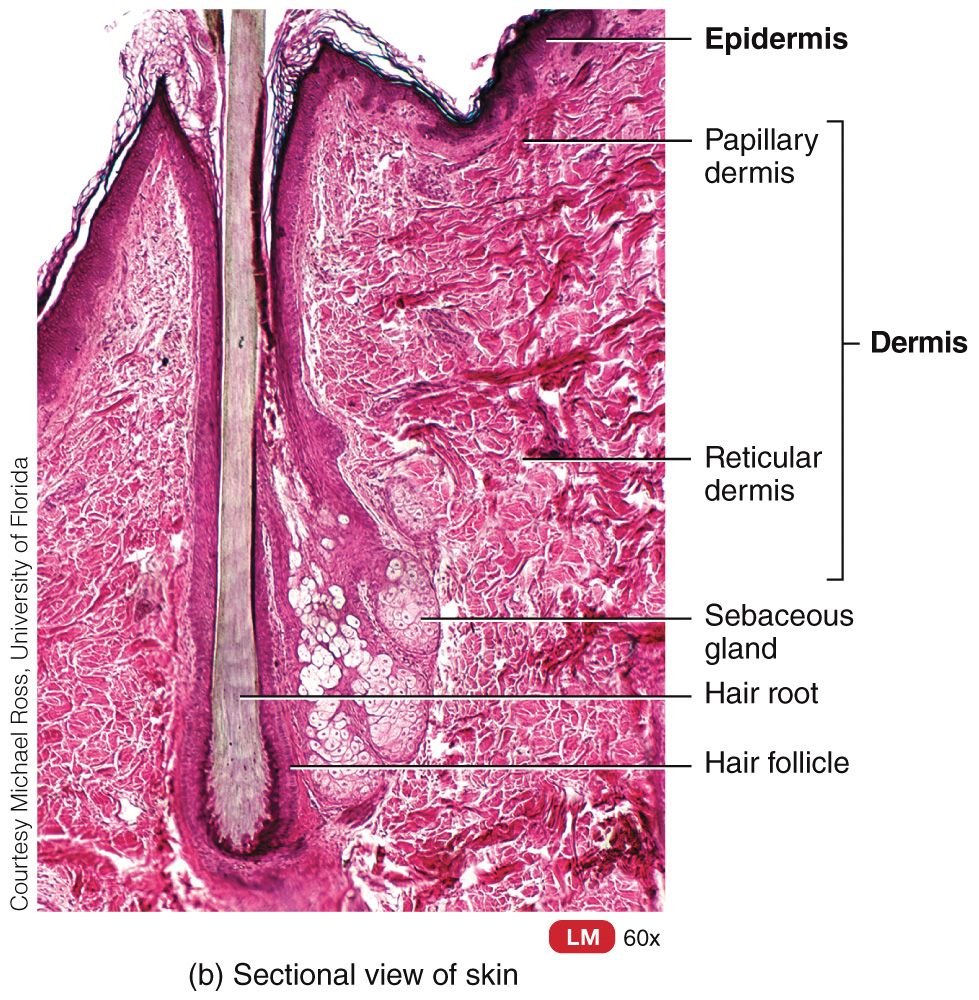 Epidermis
Papillary
dermis
Dermis
Reticular
dermis
Sebaceous
gland
Hair root
Hair follicle
Courtesy Michael Ross, University of Florida
LM 60x
(b) Sectional view of skin